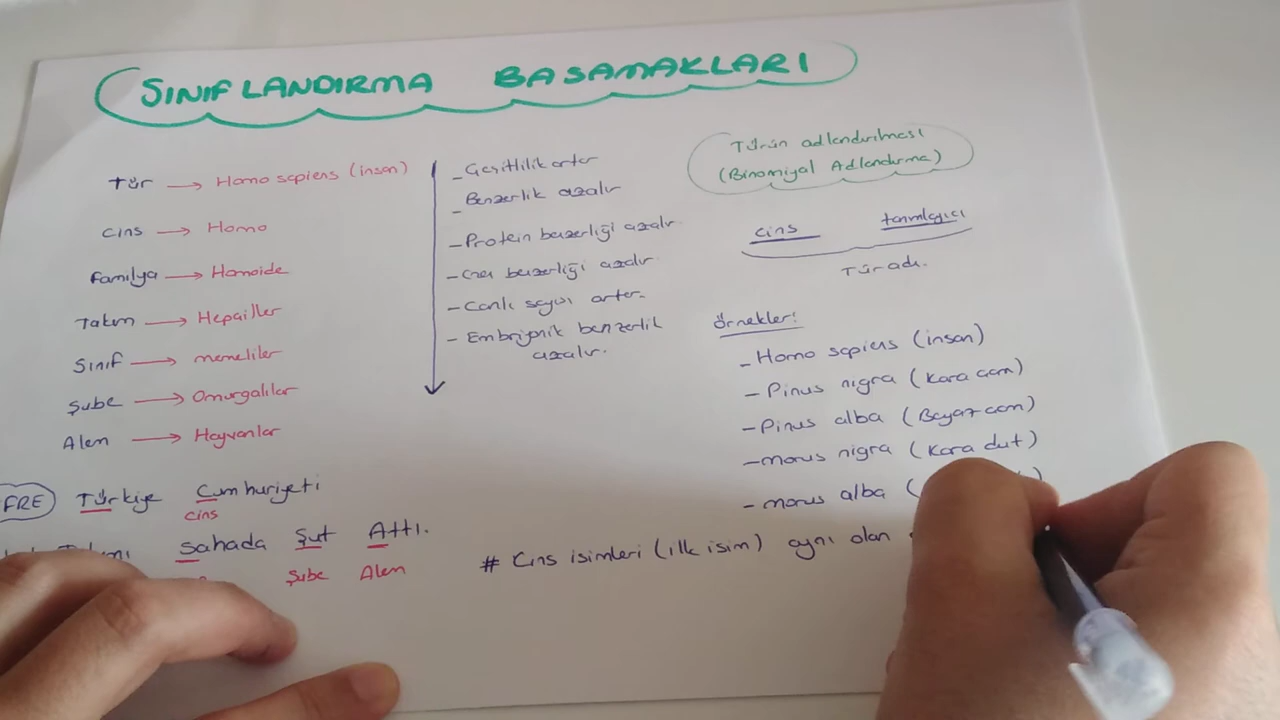 SINIFLANDIRMA BASAMAKLARI
Tür → Homo sapiens (insan)
Cins → Homo
Familya → Homoide
Takım → Hepçiller
Sınıf → memeliler
Şube → Omurgalılar
Alem → Hayvanlar
FRE Türkiye Cumhuriyeti
cins
sahada Şut Attı.
Şube Alem
- Çeşitlilik artar
- Benzerlik azalır
- Protein benzerliği azalır
- Gen benzerliği azalır
- Canlı sayısı artar.
- Embriyonik benzerlik
azalır.
Türün adlandırılması
(Binomiyal Adlandırma)
cins tanımlayıcı
Tür adı.
Örnekler!
- Homo sapiens (insan)
- Pinus nigra (Kara çam)
- Pinus alba (Beyaz çam)
- morus nigra (Kara dut)
- morus alba (
# Cins isimleri (ilk isim) aynı olan